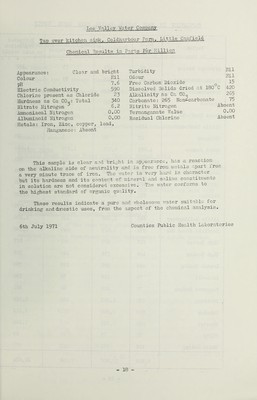 Lee Valley Water Company
Tap over kitchen sink, Coldharbour Farm, Little Hadfield
Chemical Results in Parts Per Million
Appearance: Clear and bright Turbidity Nil
Colour Nil Odour Nil
pH 7.6 Free Carbon Dioxide 15
Electric Conductivity 590 Dissolved Solids dried at 180°C 420
Chlorine present as Chloride 23 Alkalinity as Ca CO3 265
Hardness as Ca CO3: Total 340 Carbonate: 265 Non-carbonate 75
Nitrate Nitrogen 6.2 Nitrite Nitrogen Absent
Ammoniacal Nitrogen 0.00 Permanganate Value 0.00
Albuminoid Nitrogen 0.00 Residual Chlorine Absent
Metals: Iron, Zinc, copper, lead,
Manganese: Absent
This sample is clear and bright in appearance, has a reaction
on the alkaline side of neutrality and is free from metals apart from
a very minute trace of iron. The water is very hard in character
but its hardness and its content of mineral and saline constituents
in solution are not considered excessive. The water conforms to
the highest standard of organic quality.
These results indicate a pure and wholesome water suitable for
drinking and domestic uses, from the aspect of the chemical analysis.
6th July 1971 Counties Public Health Laboratories
- 28 -